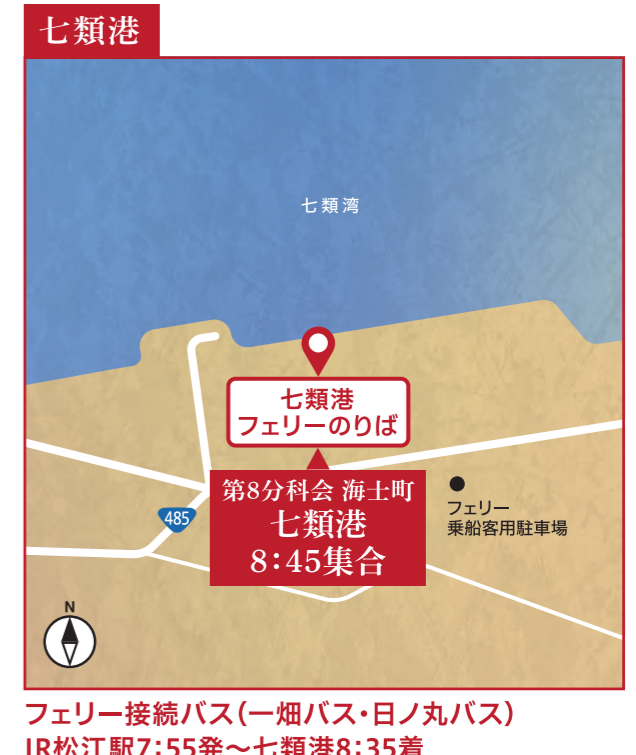 七類港
七類湾
七類港
フェリーのりば
第8分科会 海士町
七類港
8:45集合
フェリー
乗船客用駐車場
485
N
フェリー接続バス(一畑バス・日ノ丸バス)
JR松江駅7:55発〜七類港8:35着